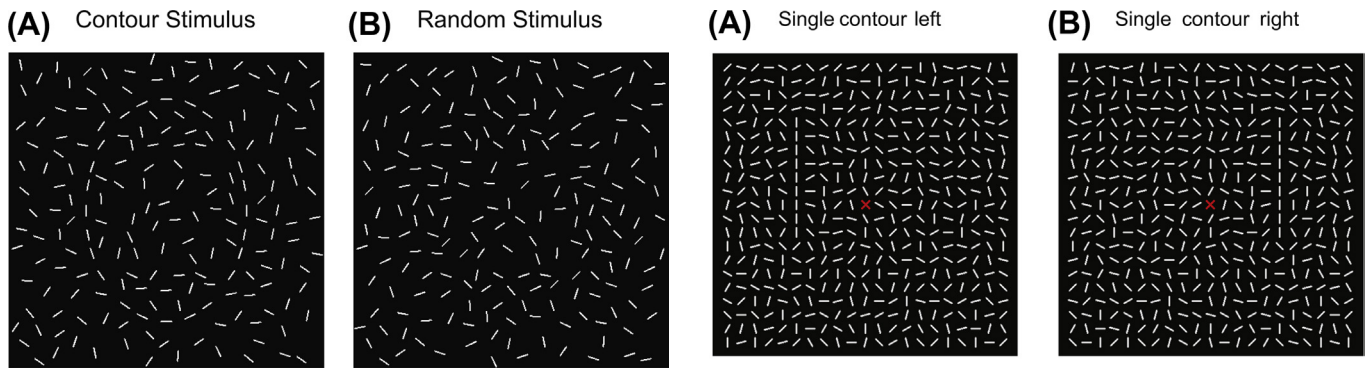 (A) Contour Stimulus
(B) Random Stimulus
(A) Single contour left
(B) Single contour right